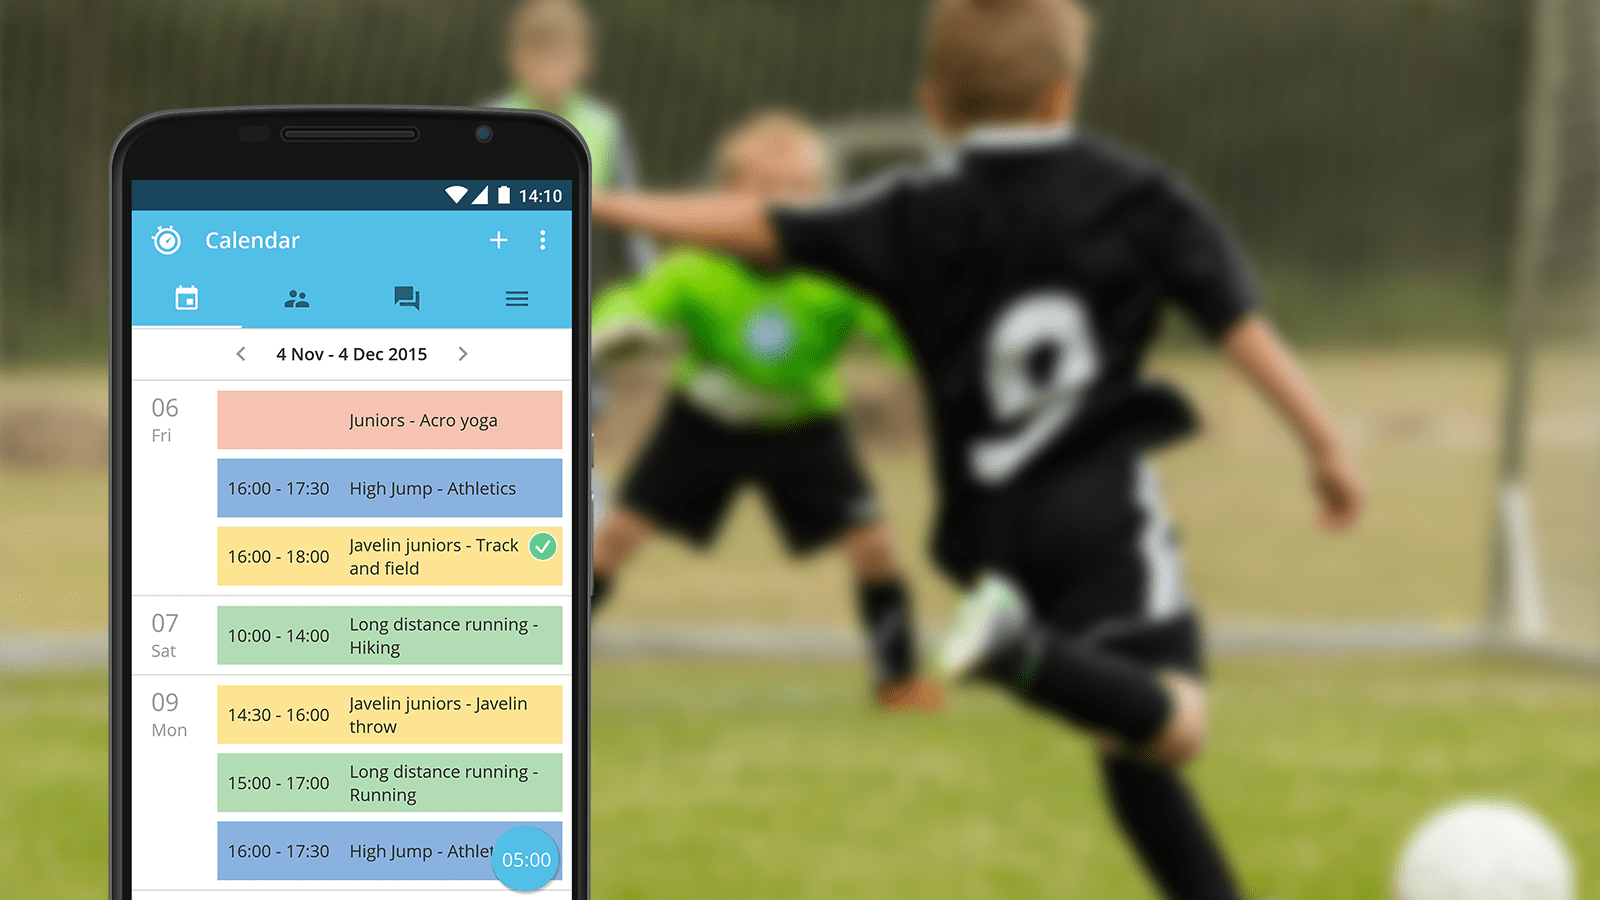 14:10
Calendar
4 Nov - 4 Dec 2015
06
Fri
Juniors - Acro yoga
16:00 - 17:30 High Jump - Athletics
16:00 - 18:00 Javelin juniors - Track
and field
07
Sat
10:00 - 14:00 Long distance running -
Hiking
09
Mon
14:30 - 16:00 Javelin juniors - Javelin
throw
15:00 - 17:00 Long distance running -
Running
16:00 - 17:30 High Jump - Athlet
05:00
9